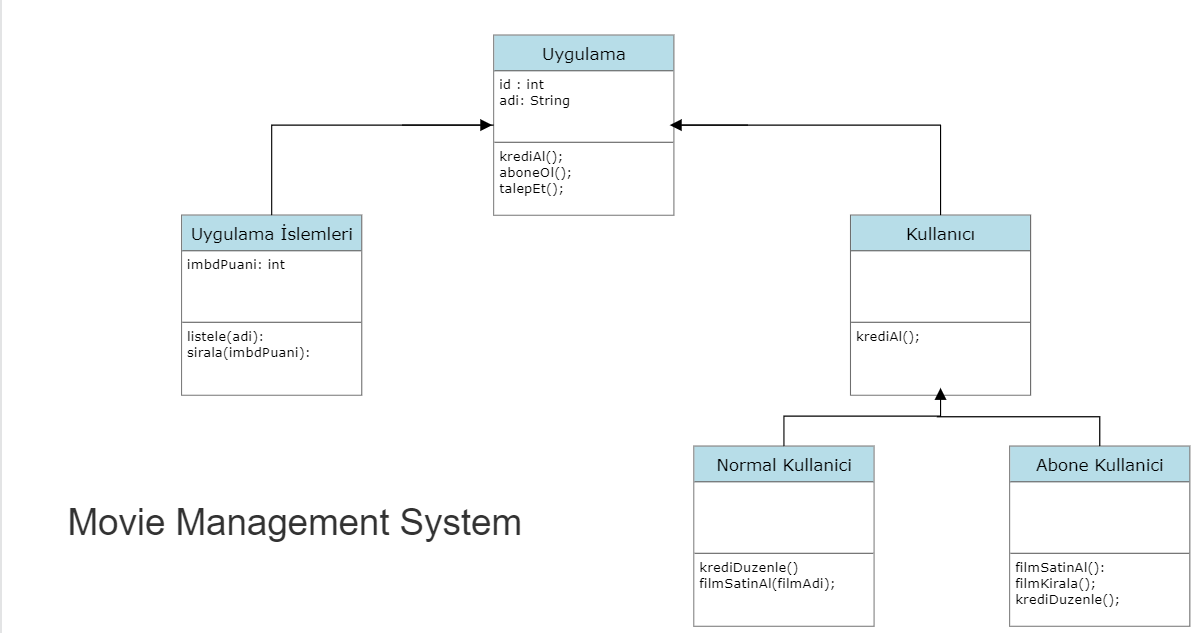 Uygulama
id : int
adi: String
krediAl();
aboneOl();
talepEt();
Uygulama İslemleri
imbdPuani: int
listele(adi):
sirala(imbdPuani):
Kullanıcı
krediAl();
Normal Kullanici
krediDuzenle()
filmSatinAl(filmAdi);
Abone Kullanici
filmSatinAl():
filmKirala();
krediDuzenle();
Movie Management System